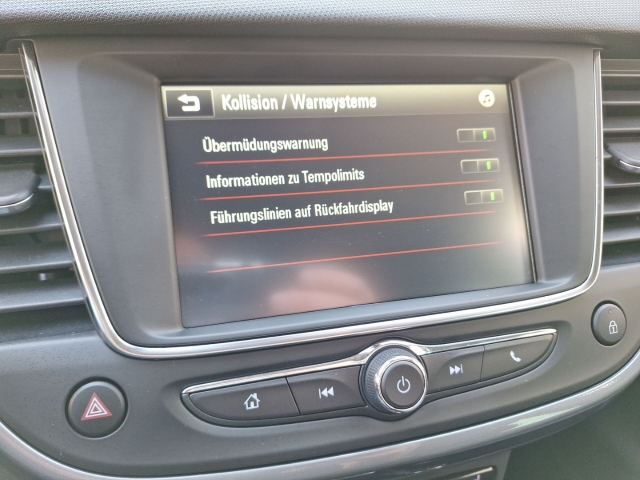 Kollision / Warnsysteme
Übermüdungswarnung
Informationen zu Tempolimits
Führungslinien auf Rückfahrdisplay